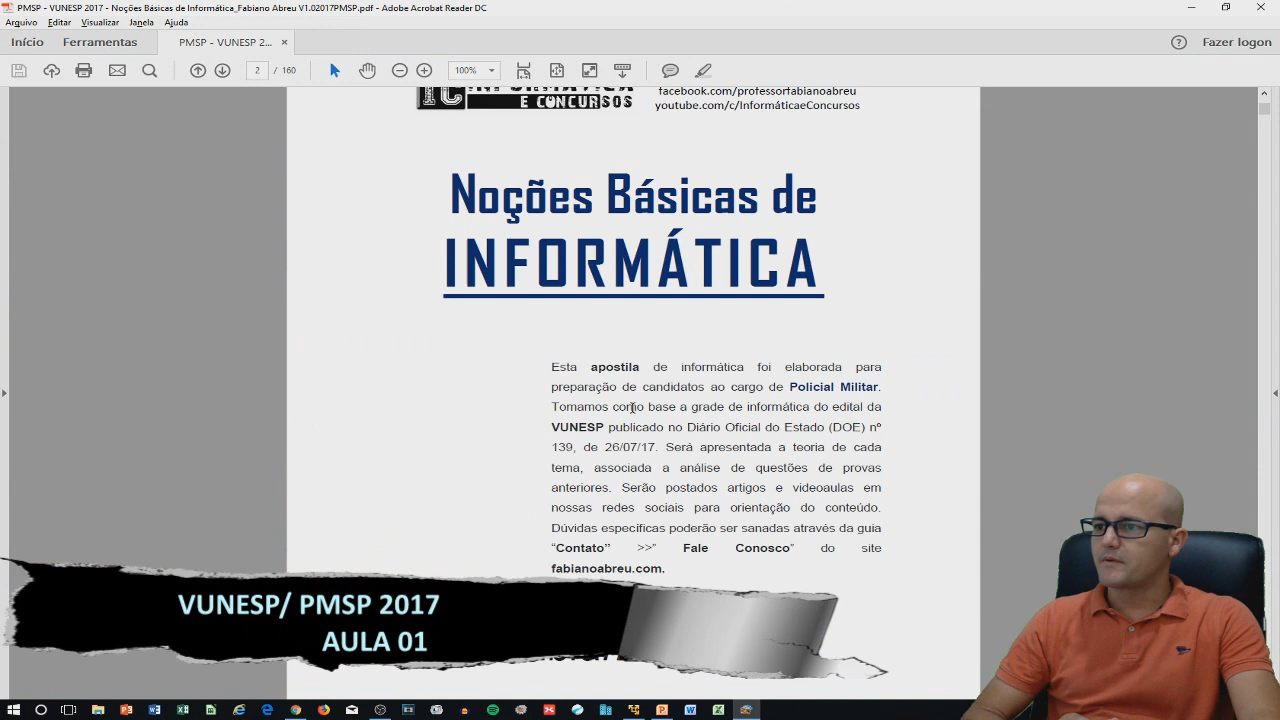 PMSP - VUNESP 2017 - Noções Básicas de Informática_Fabiano Abreu V1.02017PMSP.pdf - Adobe Acrobat Reader DC
Arquivo Editar Visualizar Janela Ajuda
Início Ferramentas PMSP - VUNESP 2... × Fazer logon
2 / 160 100%
IC INFORMÁTICA
E CONCURSOS
facebook.com/professorfabianoabreu
youtube.com/c/InformáticaeConcursos
Noções Básicas de
INFORMÁTICA
Esta apostila de informática foi elaborada para
preparação de candidatos ao cargo de Policial Militar.
Tomamos como base a grade de informática do edital da
VUNESP publicado no Diário Oficial do Estado (DOE) nº
139, de 26/07/17. Será apresentada a teoria de cada
tema, associada a análise de questões de provas
anteriores. Serão postados artigos e videoaulas em
nossas redes sociais para orientação do conteúdo.
Dúvidas específicas poderão ser sanadas através da guia
“Contato” >>” Fale Conosco” do site
fabianoabreu.com.
VUNESP/ PMSP 2017
AULA 01